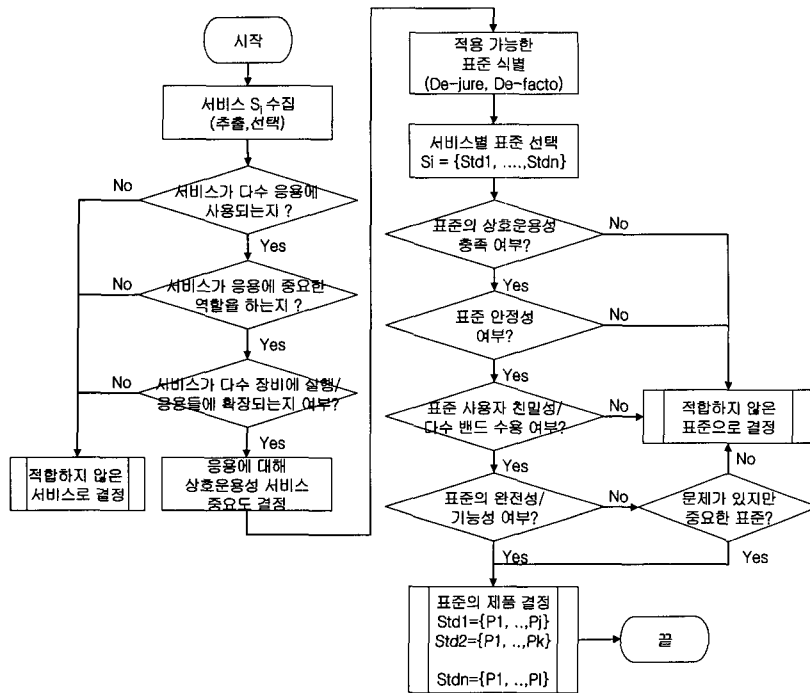 시작
서비스 Si 수집
(추출,선택)
No
서비스가 다수 응용에
사용되는지 ?
Yes
No
서비스가 응용에 중요한
역할을 하는지 ?
Yes
No
서비스가 다수 장비에 실행/
응용들에 확장되는지 여부?
Yes
적합하지 않은
서비스로 결정
응용에 대해
상호운용성 서비스
중요도 결정
적용 가능한
표준 식별
(De-jure, De-facto)
서비스별 표준 선택
Si = {Std1, ....,Stdn}
표준의 상호운용성
충족 여부?
No
Yes
표준 안정성
여부?
No
Yes
표준 사용자 친밀성/
다수 밴드 수용 여부?
No
적합하지 않은
표준으로 결정
Yes
No
표준의 완전성/
기능성 여부?
No
문제가 있지만
중요한 표준?
Yes
Yes
표준의 제품 결정
Std1={P1, ..,Pj}
Std2={P1, ..,Pk}
Stdn={P1, ..,Pl}
끝